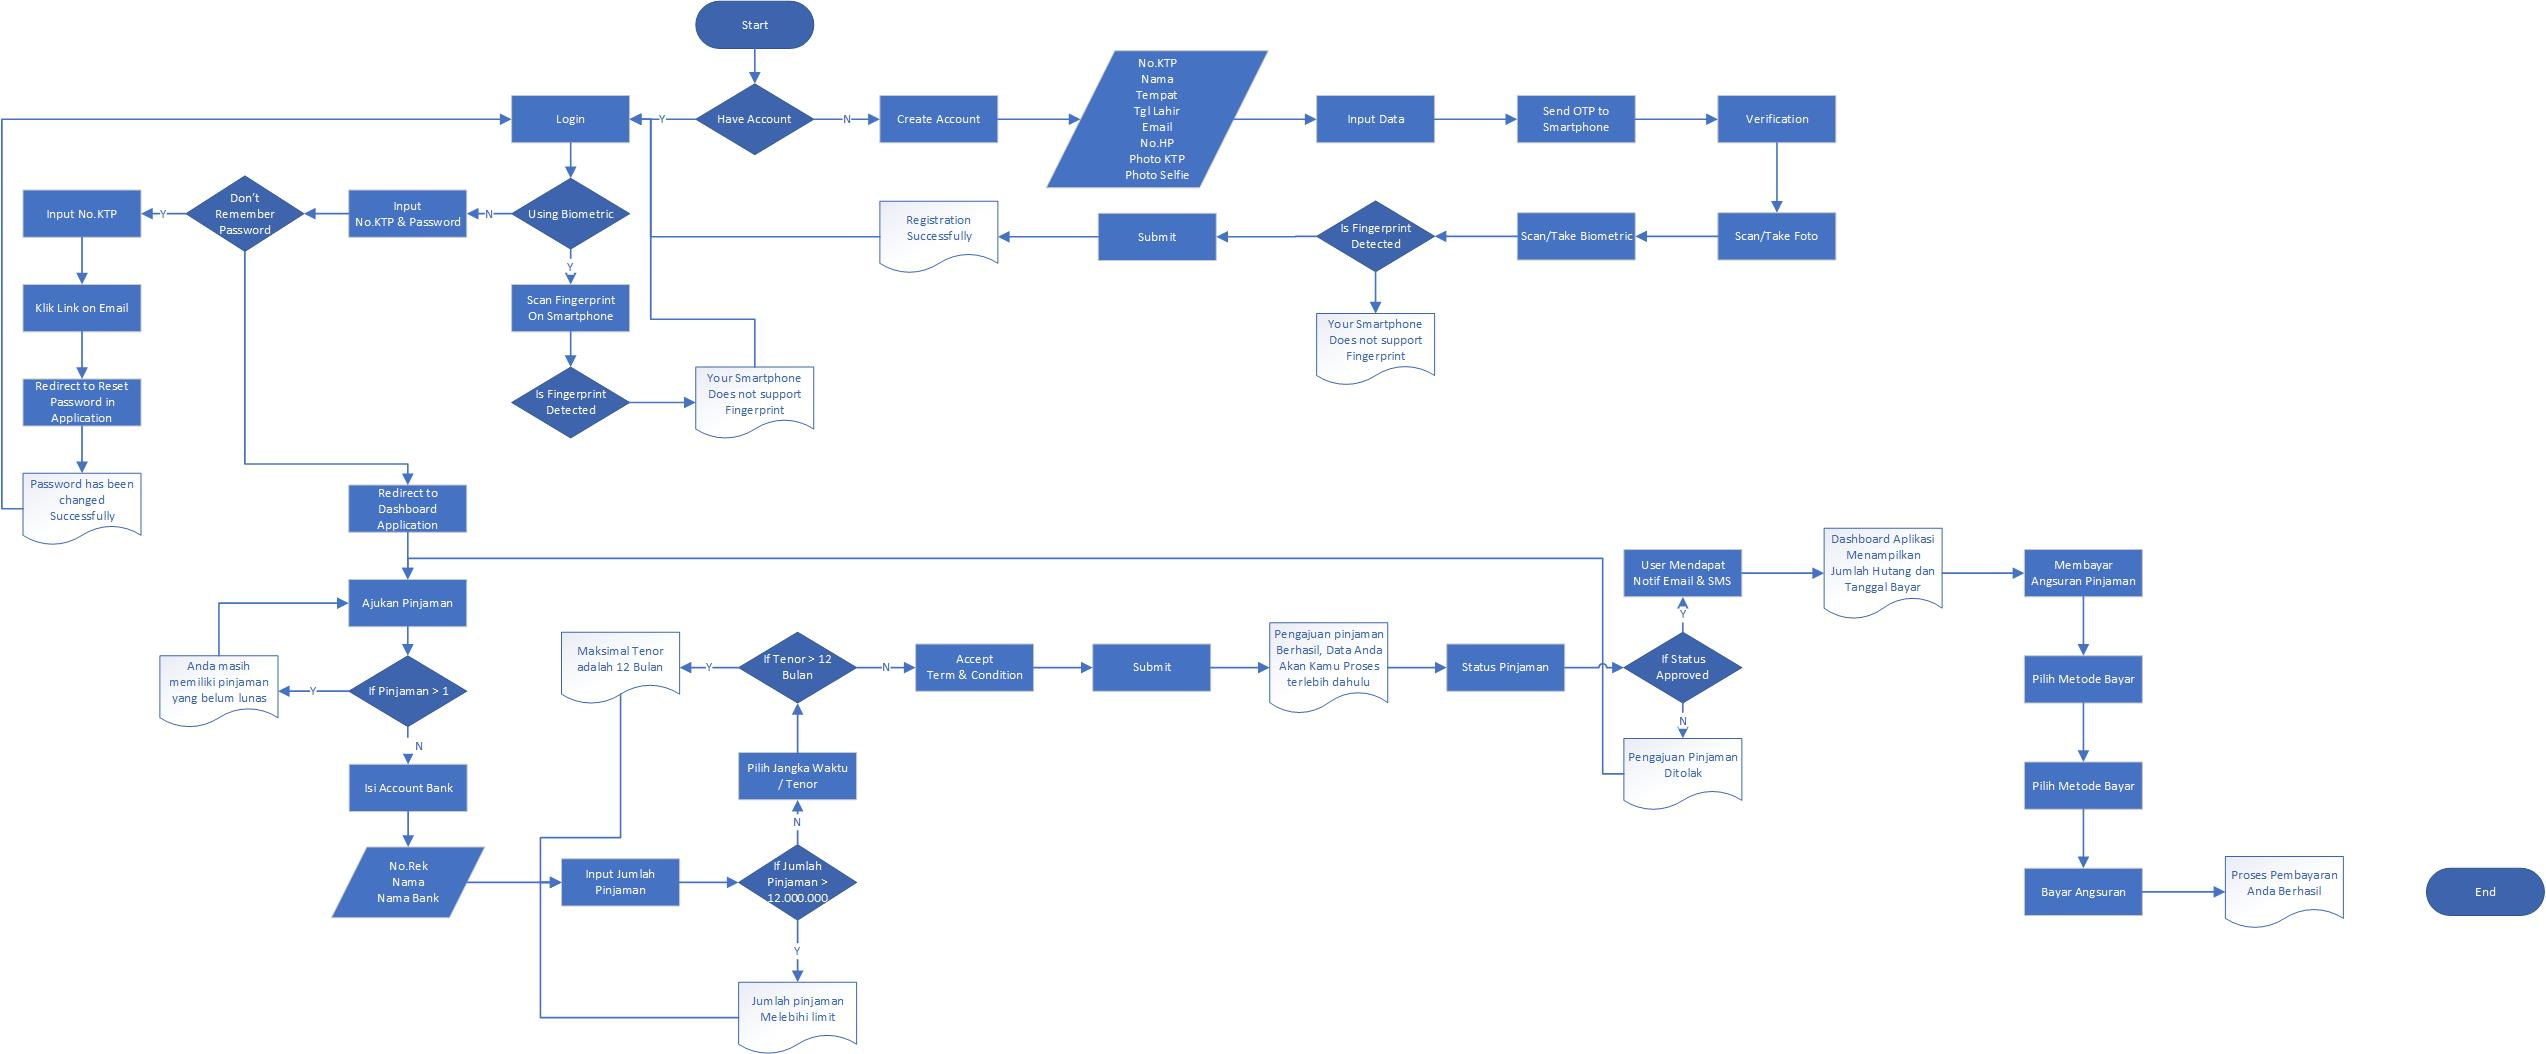 Start
Have Account
Y
N
Login
Create Account
No.KTP
Nama
Tempat
Tgl Lahir
Email
No.HP
Photo KTP
Photo Selfie
Input Data
Send OTP to
Smartphone
Verification
Input No.KTP
Y
Don't
Remember
Password
Input
No.KTP & Password
N
Using Biometric
Y
Registration
Successfully
Submit
Is Fingerprint
Detected
Scan/Take Biometric
Scan/Take Foto
Klik Link on Email
Scan Fingerprint
On Smartphone
Your Smartphone
Does not support
Fingerprint
Redirect to Reset
Password in
Application
Is Fingerprint
Detected
Your Smartphone
Does not support
Fingerprint
Password has been
changed
Successfully
Redirect to
Dashboard
Application
Ajukan Pinjaman
Anda masih
memiliki pinjaman
yang belum lunas
Y
If Pinjaman > 1
N
Isi Account Bank
No.Rek
Nama
Nama Bank
Input Jumlah
Pinjaman
If Jumlah
Pinjaman >
12.000.000
Y
Jumlah pinjaman
Melebihi limit
N
Pilih Jangka Waktu
/ Tenor
If Tenor > 12
Bulan
Y
Maksimal Tenor
adalah 12 Bulan
N
Accept
Term & Condition
Submit
Pengajuan pinjaman
Berhasil, Data Anda
Akan Kamu Proses
terlebih dahulu
Status Pinjaman
If Status
Approved
N
Pengajuan Pinjaman
Ditolak
Y
User Mendapat
Notif Email & SMS
Dashboard Aplikasi
Menampilkan
Jumlah Hutang dan
Tanggal Bayar
Membayar
Angsuran Pinjaman
Pilih Metode Bayar
Pilih Metode Bayar
Bayar Angsuran
Proses Pembayaran
Anda Berhasil
End